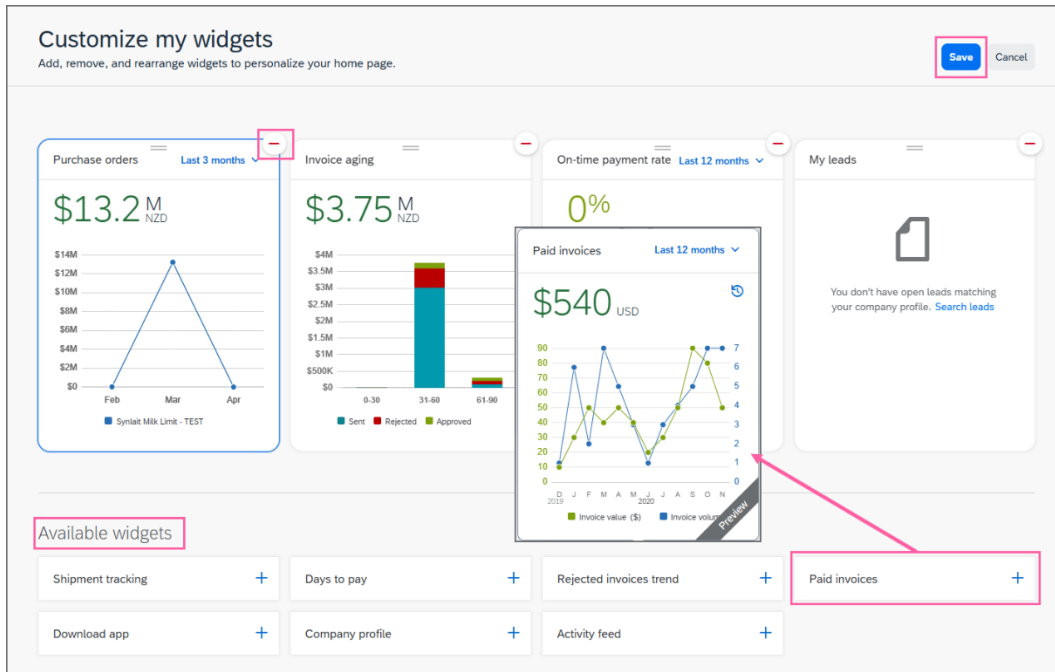 Customize my widgets
Add, remove, and rearrange widgets to personalize your home page.
Save
Cancel
Purchase orders
Last 3 months
$13.2 M
NZD
$14M
$12M
$10M
$8M
$6M
$4M
$2M
$0
Feb Mar Apr
Synlait Milk Limit - TEST
Invoice aging
$3.75 M
NZD
$4M
$3.5M
$3M
$2.5M
$2M
$1.5M
$1M
$500K
$0
0-30 31-60 61-90
Sent Rejected Approved
On-time payment rate
Last 12 months
0%
Paid invoices
Last 12 months
$540 USD
90
80
70
60
50
40
30
20
10
0
7
6
5
4
3
2
1
0
D J F M A M J J A S O N
2019 2020
Invoice value ($)
Invoice volu
Preview
My leads
You don't have open leads matching
your company profile. Search leads
Available widgets
Shipment tracking
Days to pay
Rejected invoices trend
Paid invoices
Download app
Company profile
Activity feed